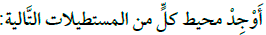 أَوْجِدْ محيط كلٍّ من المستطيلات التَّالية: